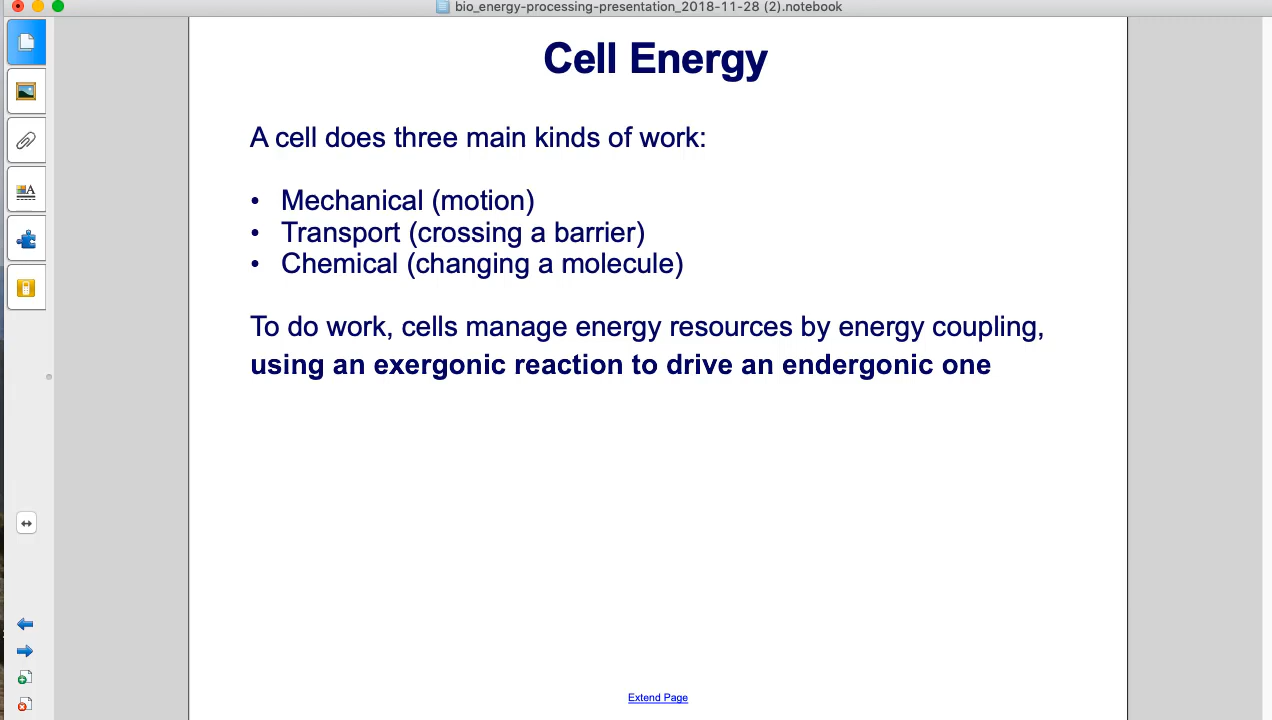 bio_energy-processing-presentation_2018-11-28 (2).notebook
Cell Energy
A cell does three main kinds of work:
• Mechanical (motion)
• Transport (crossing a barrier)
• Chemical (changing a molecule)
To do work, cells manage energy resources by energy coupling,
using an exergonic reaction to drive an endergonic one
Extend Page